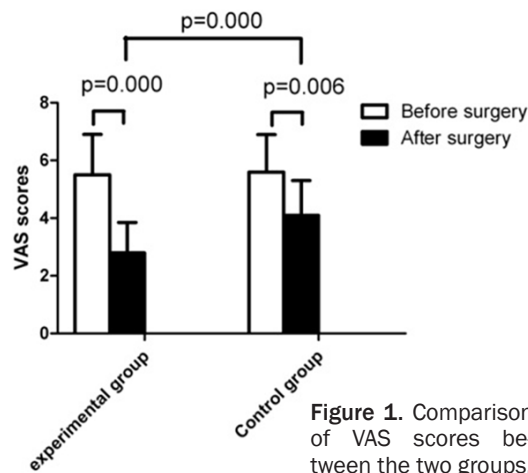 p=0.000
p=0.000
p=0.006
Before surgery
After surgery
VAS scores
8
6
4
2
0
experimental group
Control group
Figure 1. Comparison
of VAS scores be-
tween the two groups.